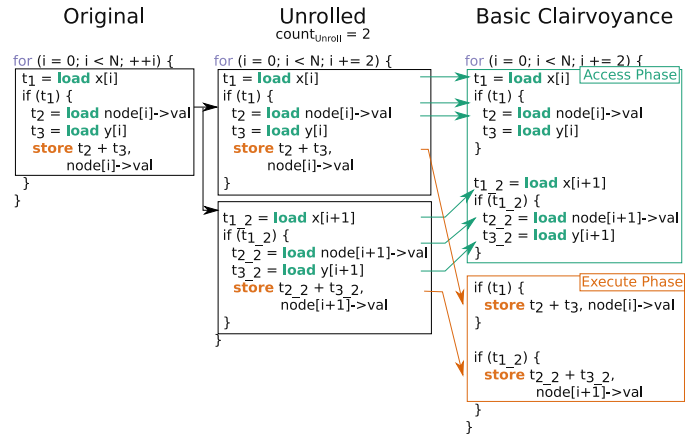 Original
for (i = 0; i < N; ++i) {
t1 = load x[i]
if (t1) {
t2 = load node[i]->val
t3 = load y[i]
store t2 + t3,
node[i]->val
}
}
Unrolled
countUnroll = 2
for (i = 0; i < N; i += 2) {
t1 = load x[i]
if (t1) {
t2 = load node[i]->val
t3 = load y[i]
store t2 + t3,
node[i]->val
}
t1_2 = load x[i+1]
if (t1_2) {
t2_2 = load node[i+1]->val
t3_2 = load y[i+1]
store t2_2 + t3_2,
node[i+1]->val
}
}
Basic Clairvoyance
for (i = 0; i < N; i += 2) {
Access Phase
t1 = load x[i]
if (t1) {
t2 = load node[i]->val
t3 = load y[i]
}
t1_2 = load x[i+1]
if (t1_2) {
t2_2 = load node[i+1]->val
t3_2 = load y[i+1]
}
Execute Phase
if (t1) {
store t2 + t3, node[i]->val
}
if (t1_2) {
store t2_2 + t3_2,
node[i+1]->val
}
}